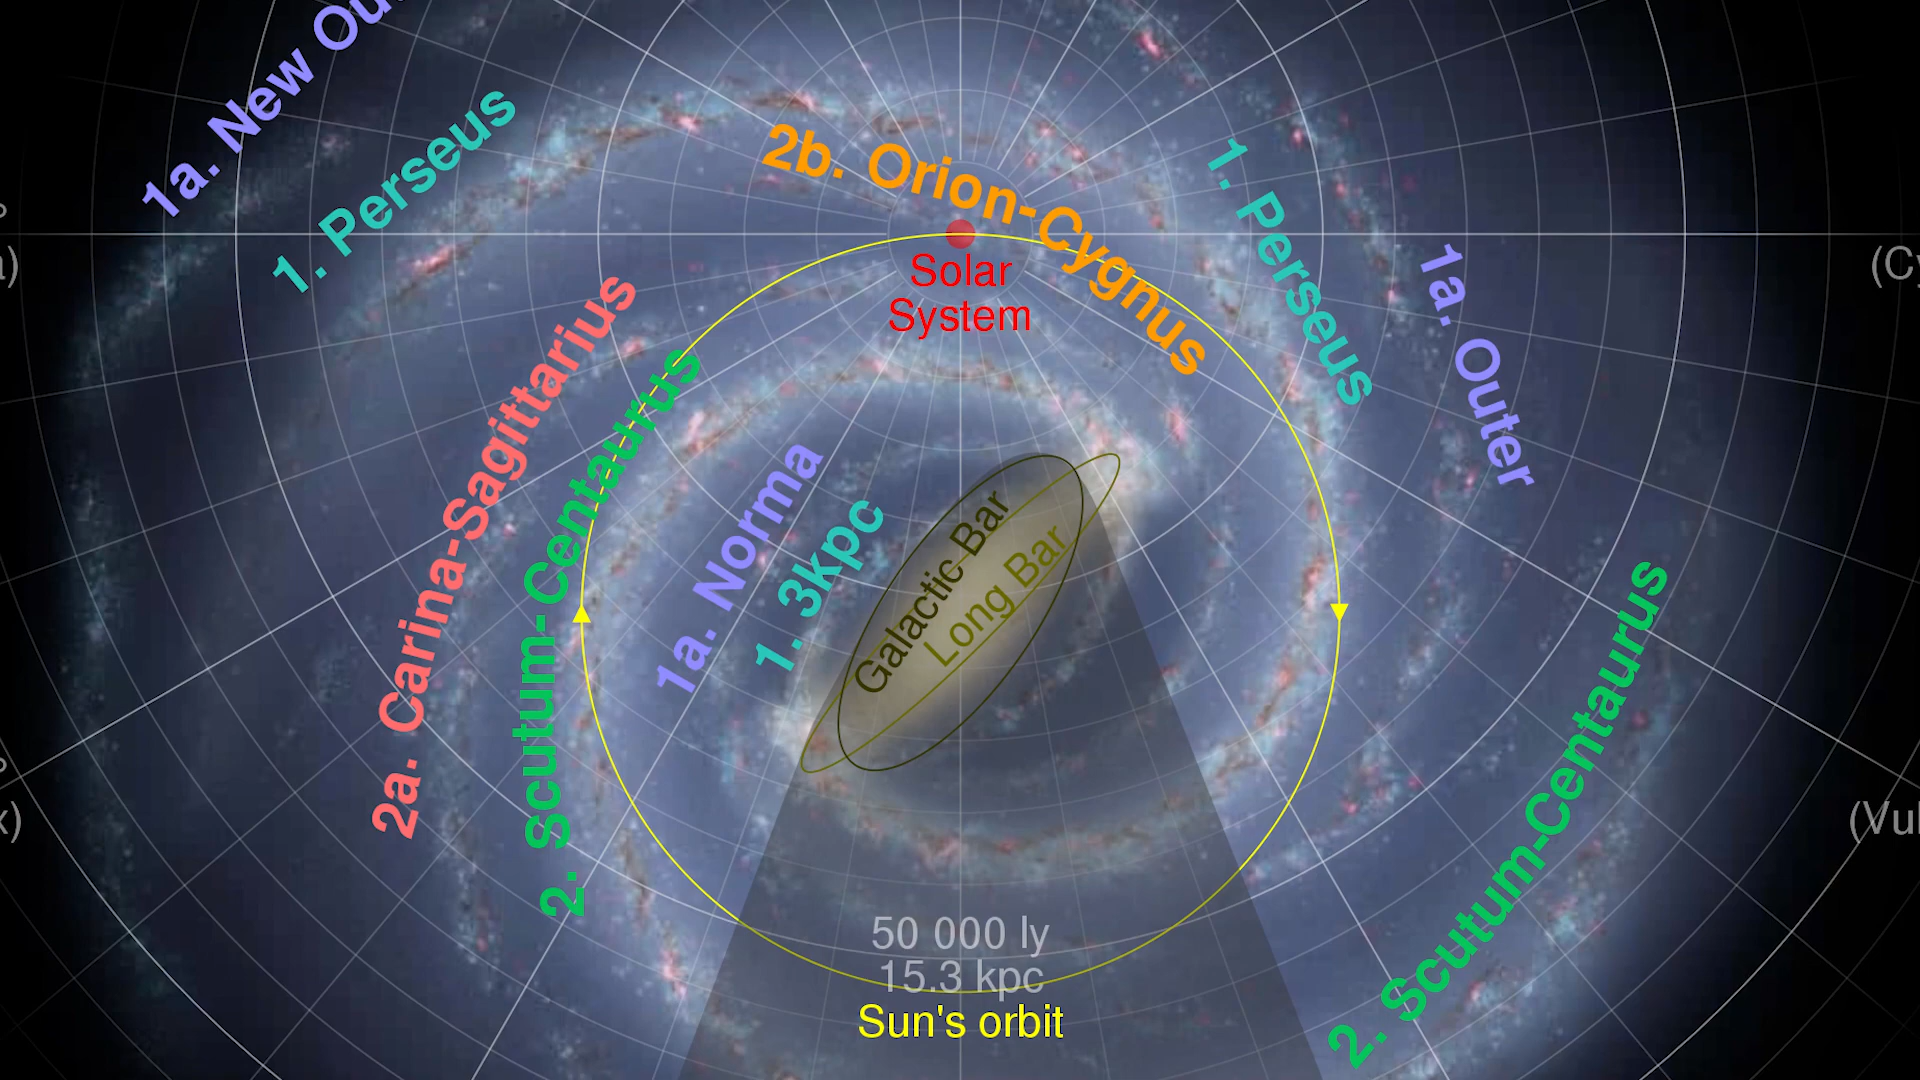 1a. New Ou
1. Perseus
2b. Orion-Cygnus
1. Perseus
Solar
System
1a. Outer
2a. Carina-Sagittarius
2. Scutum-Centaurus
1a. Norma
1. 3kpc
Galactic Bar
Long Bar
2. Scutum-Centaurus
(Cy
(Vul
50 000 ly
15.3 kpc
Sun's orbit